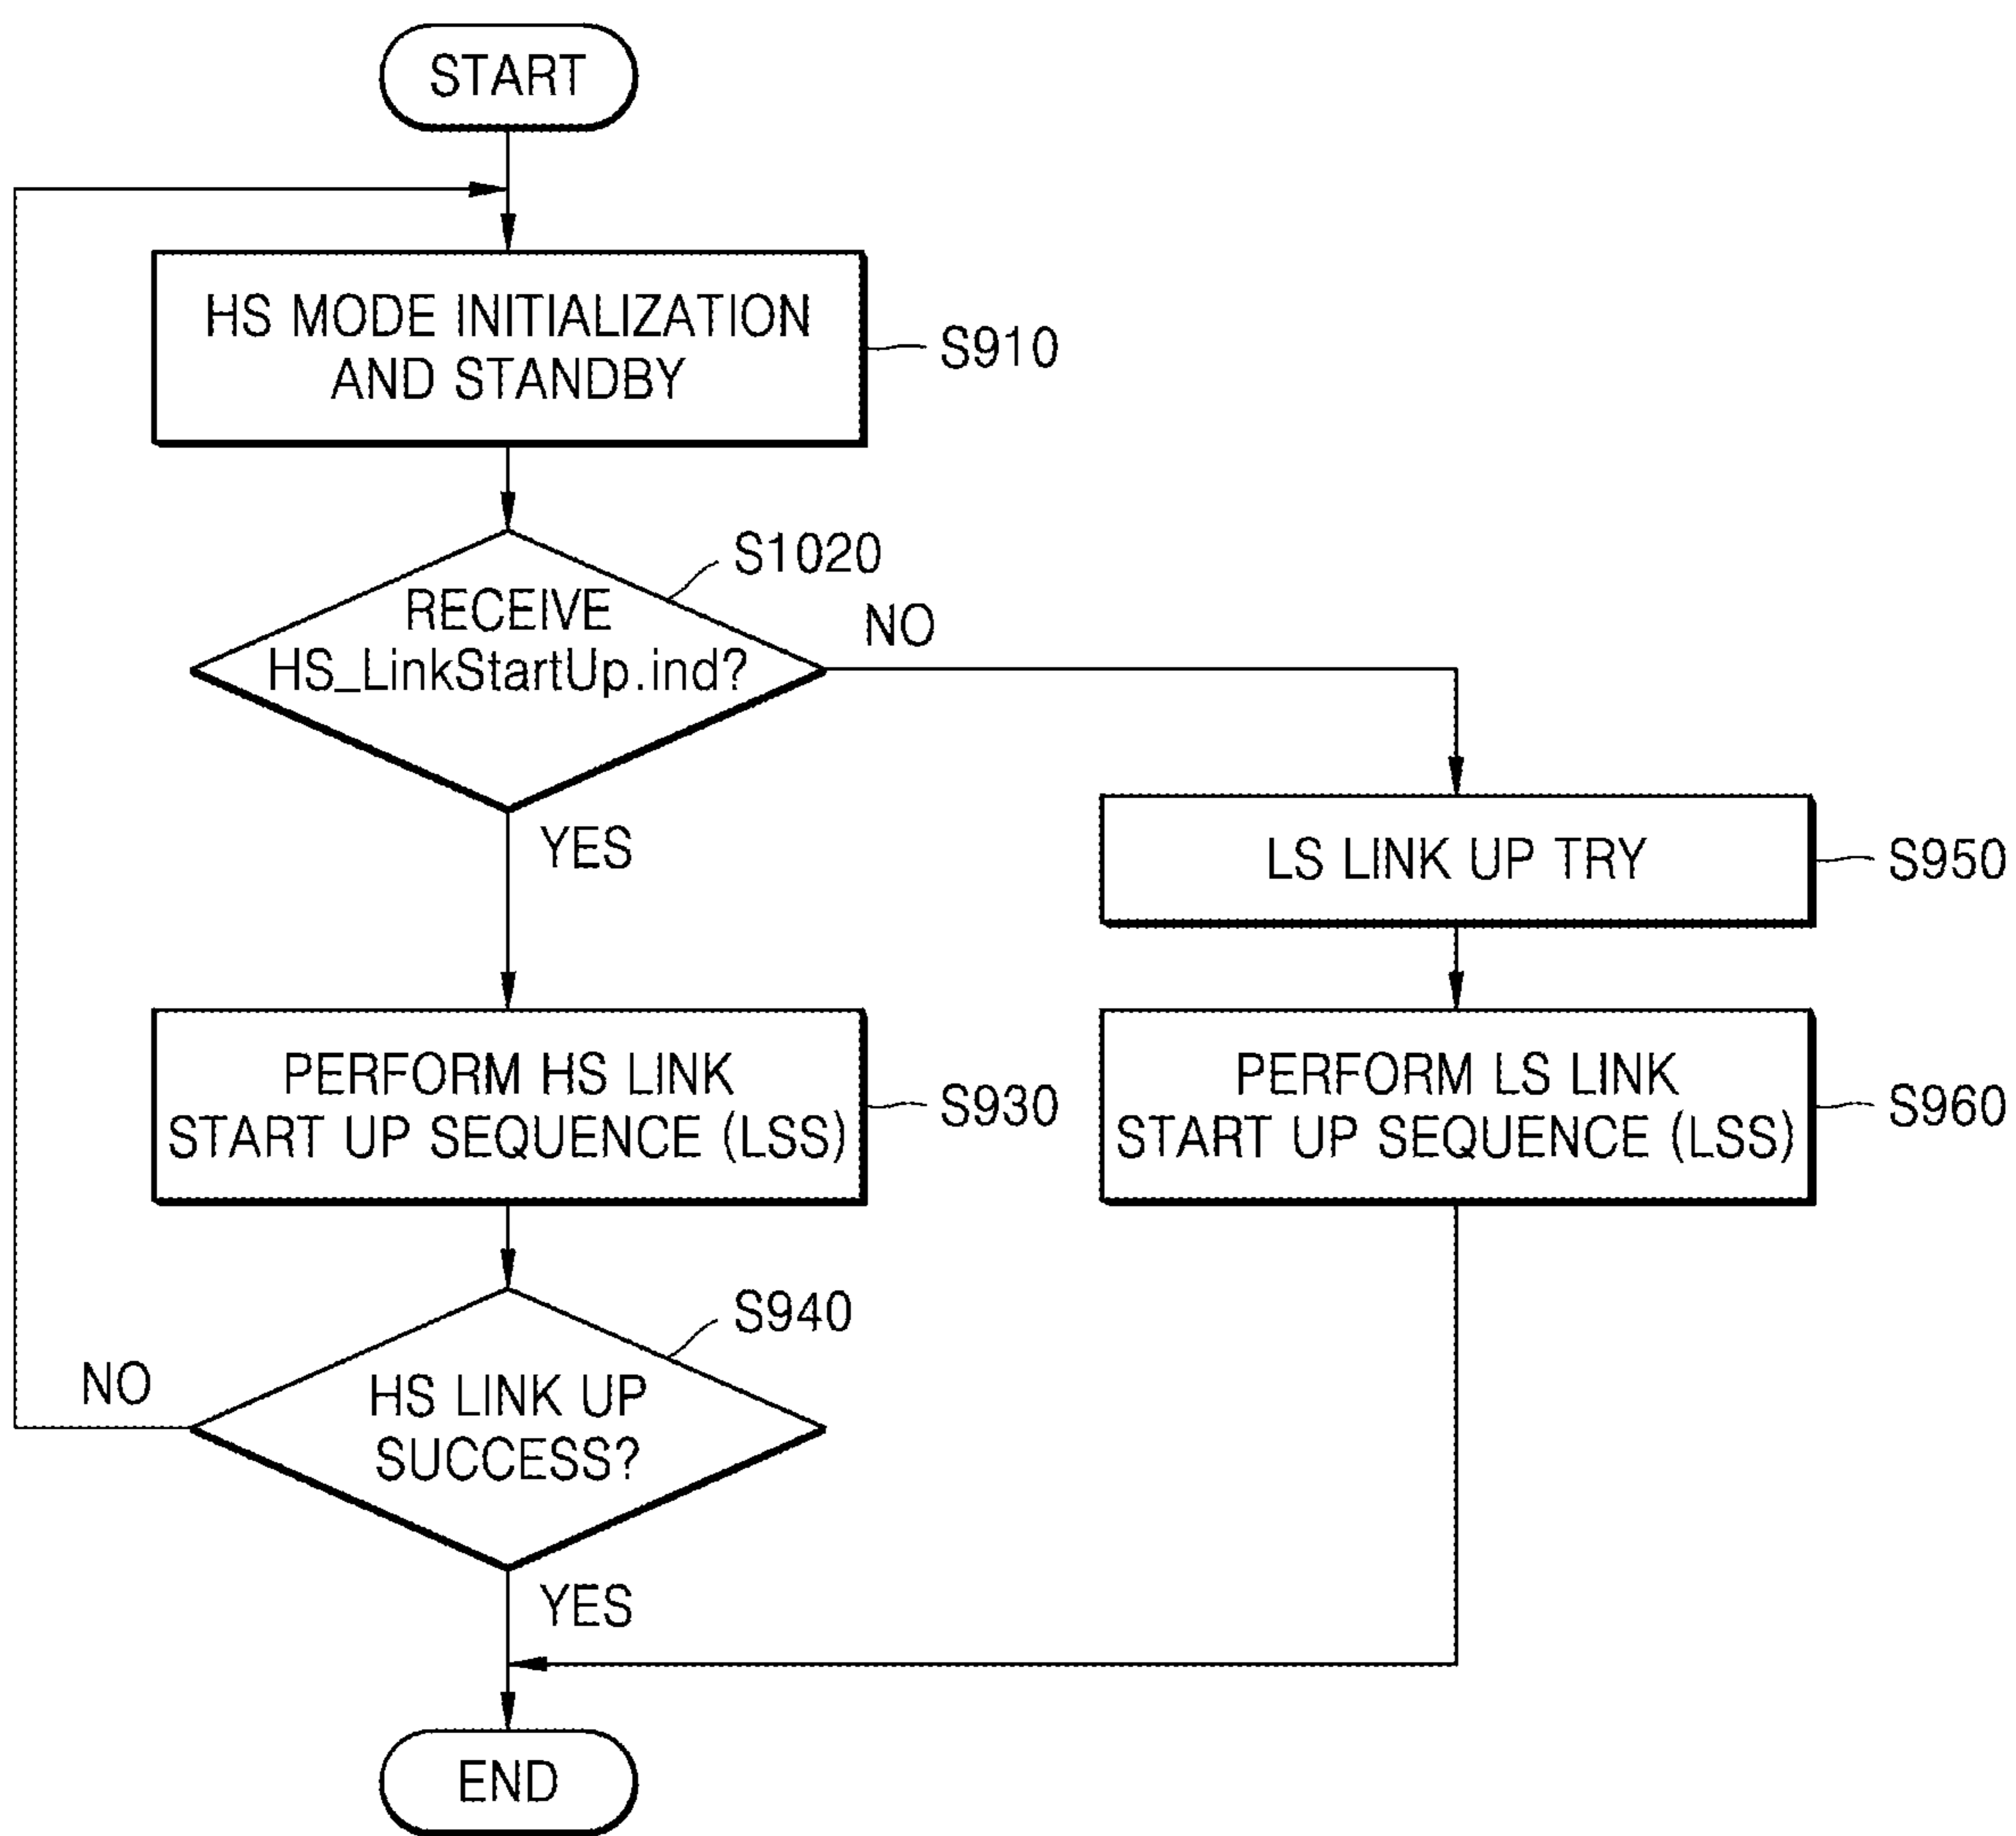 START
HS MODE INITIALIZATION
AND STANDBY
S910
S1020
RECEIVE
HS_LinkStartUp.ind?
NO
YES
LS LINK UP TRY
S950
PERFORM HS LINK
START UP SEQUENCE (LSS)
S930
PERFORM LS LINK
START UP SEQUENCE (LSS)
S960
S940
NO
HS LINK UP
SUCCESS?
YES
END